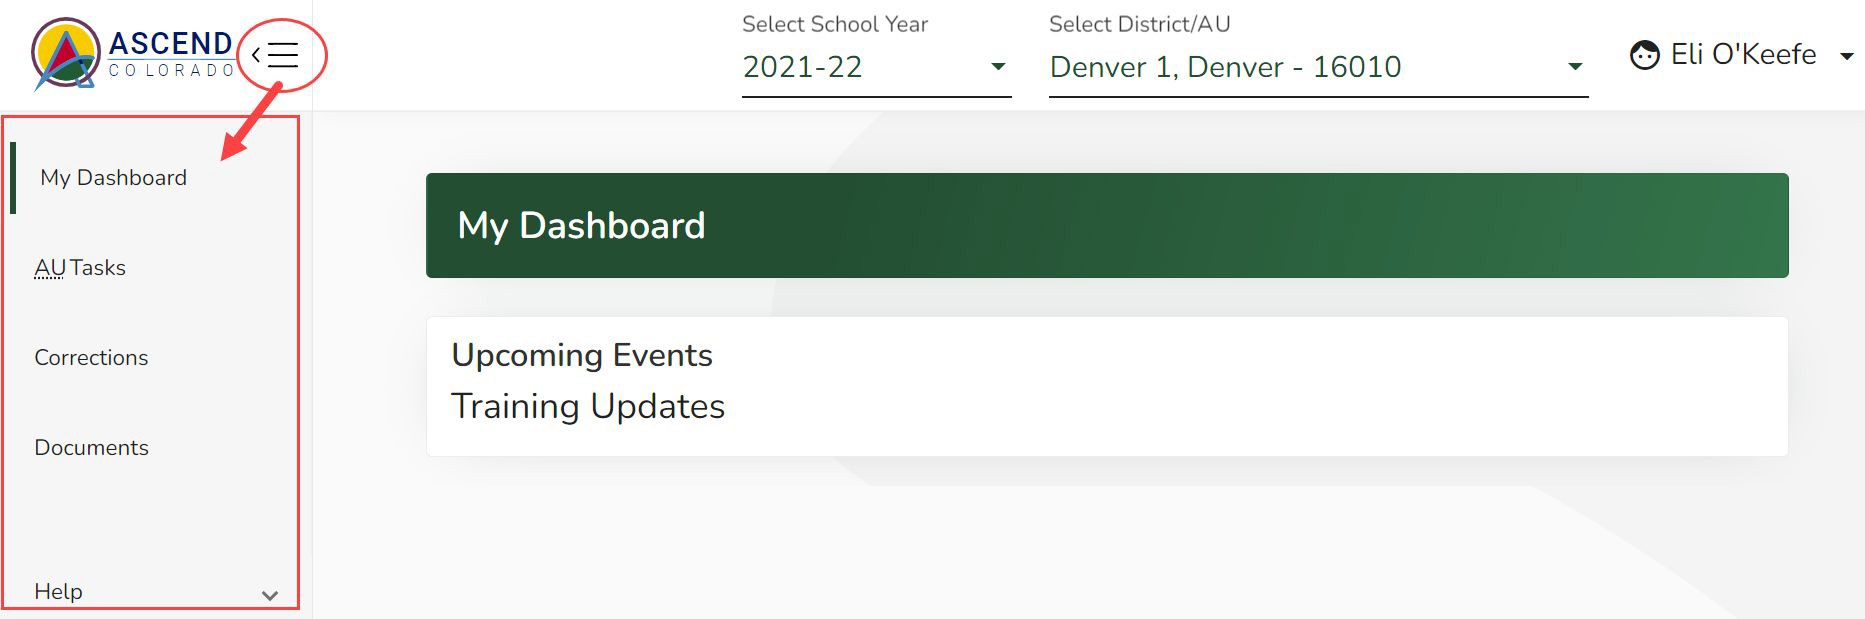 ASCEND
COLORADO
Select School Year
2021-22
Select District/AU
Denver 1, Denver - 16010
Eli O'Keefe
My Dashboard
AU Tasks
Corrections
Documents
Help
My Dashboard
Upcoming Events
Training Updates